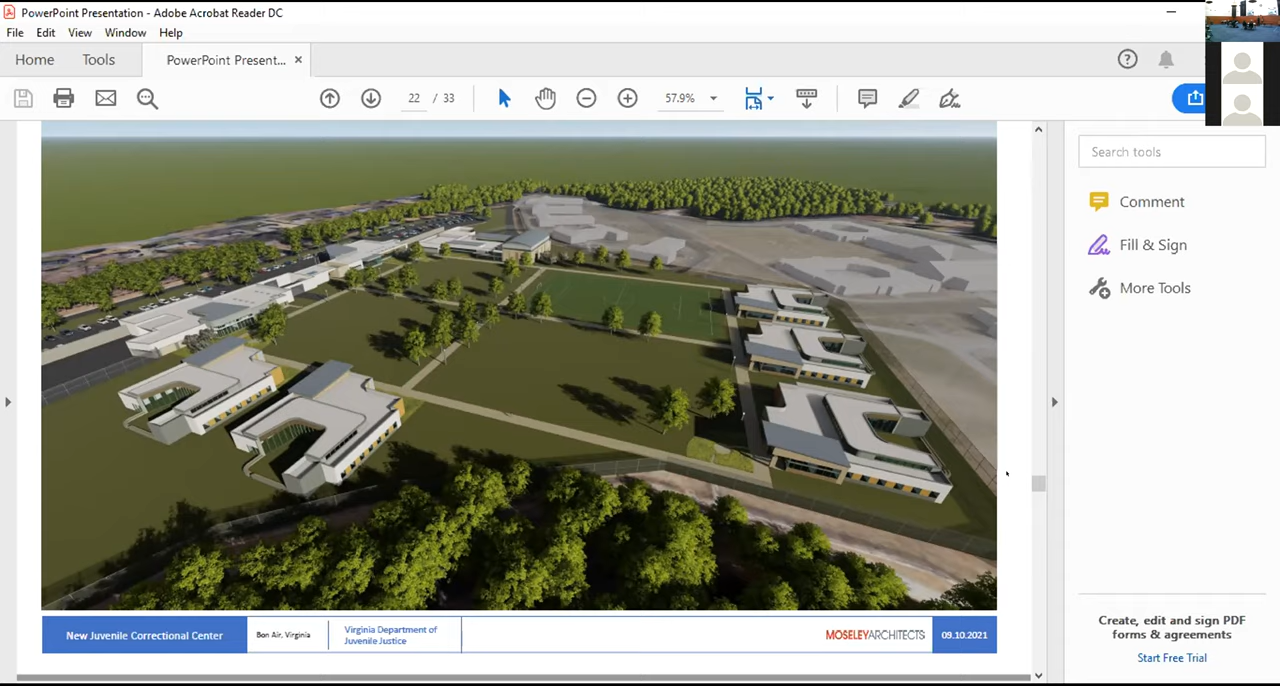 PowerPoint Presentation - Adobe Acrobat Reader DC
File Edit View Window Help
Home Tools PowerPoint Present... ×
22 / 33 57.9%
Search tools
Comment
Fill & Sign
More Tools
Create, edit and sign PDF
forms & agreements
Start Free Trial
New Juvenile Correctional Center
Bon Air, Virginia
Virginia Department of
Juvenile Justice
MOSELEYARCHITECTS
09.10.2021